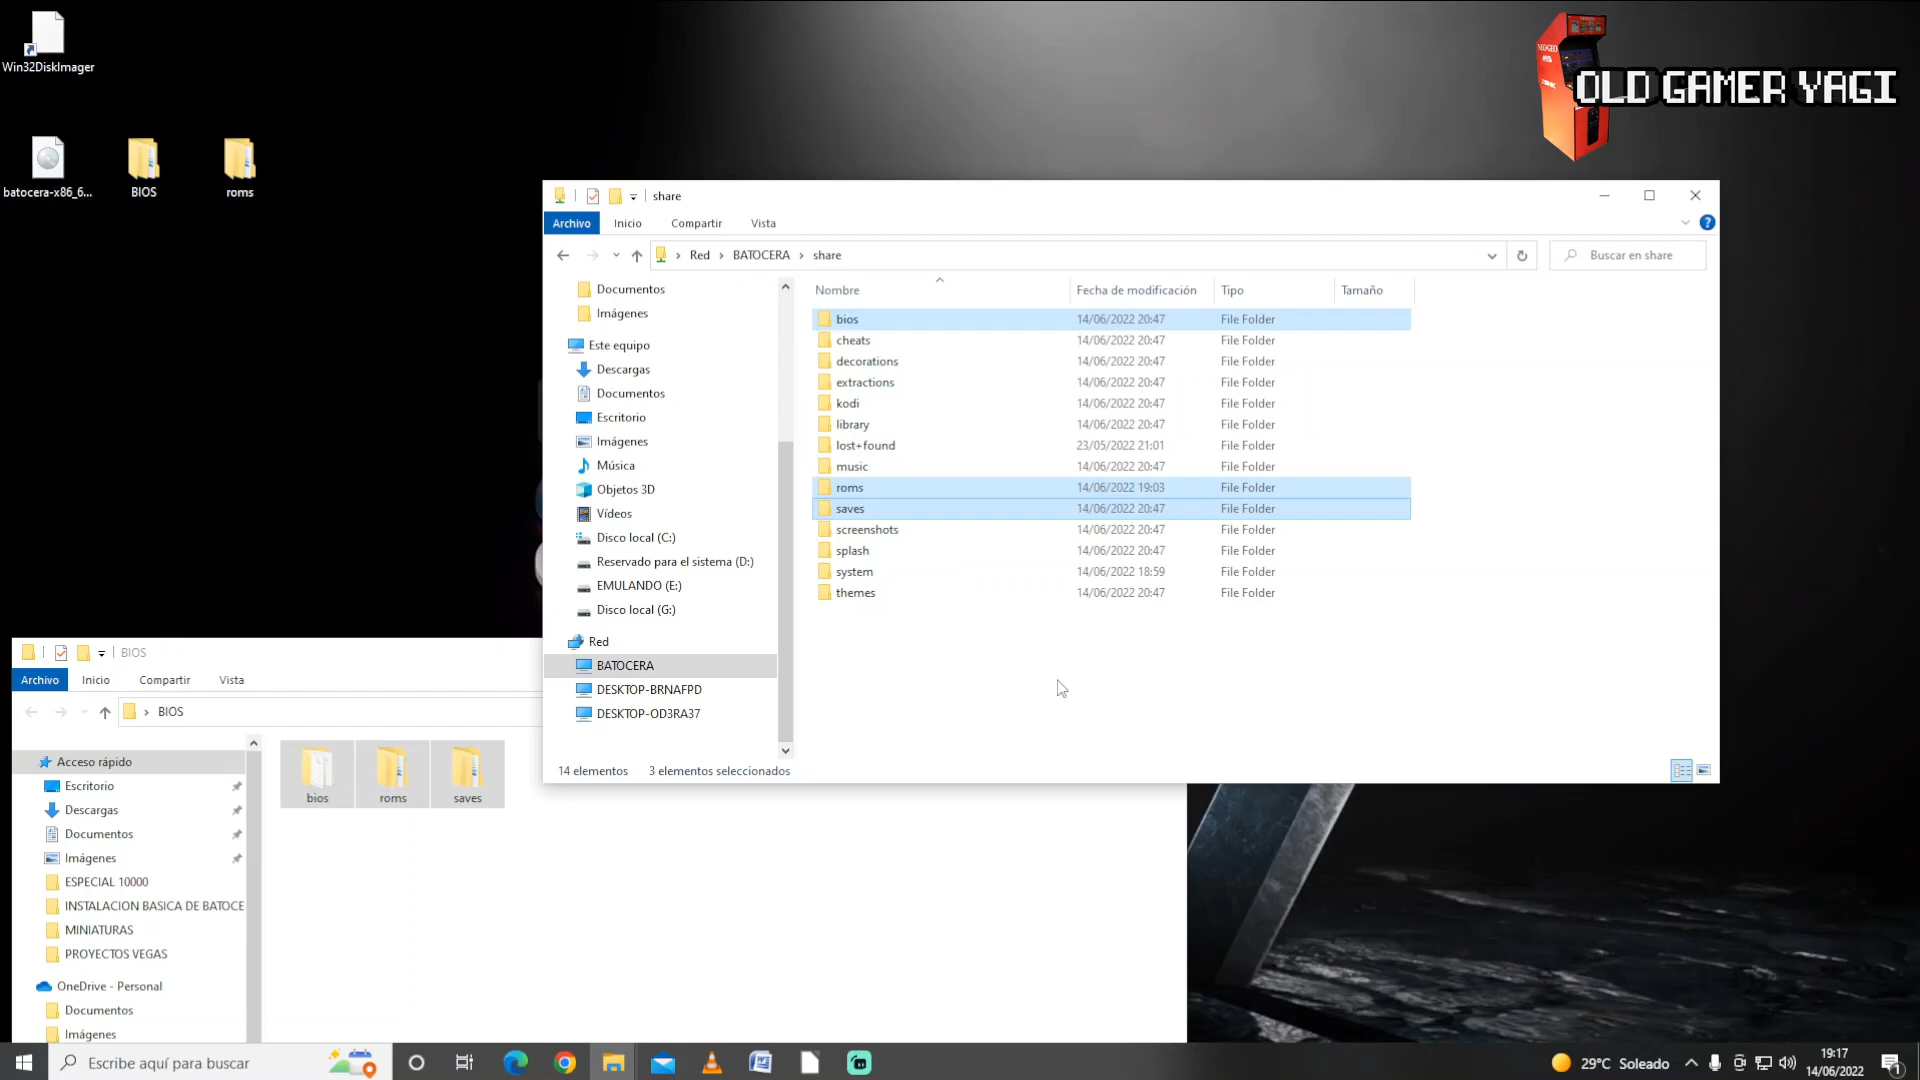 Win32DiskImager
batocera-x86_6...
BIOS
roms
OLD GAMER YAGI
share
Archivo
Inicio
Compartir
Vista
Red
BATOCERA
share
Buscar en share
Documentos
Imágenes
Este equipo
Descargas
Documentos
Escritorio
Imágenes
Música
Objetos 3D
Vídeos
Disco local (C:)
Reservado para el sistema (D:)
EMULANDO (E:)
Disco local (G:)
Red
BATOCERA
DESKTOP-BRNAFPD
DESKTOP-OD3RA37
Nombre Fecha de modificación Tipo Tamaño
bios 14/06/2022 20:47 File Folder
cheats 14/06/2022 20:47 File Folder
decorations 14/06/2022 20:47 File Folder
extractions 14/06/2022 20:47 File Folder
kodi 14/06/2022 20:47 File Folder
library 14/06/2022 20:47 File Folder
lost+found 23/05/2022 21:01 File Folder
music 14/06/2022 20:47 File Folder
roms 14/06/2022 19:03 File Folder
saves 14/06/2022 20:47 File Folder
screenshots 14/06/2022 20:47 File Folder
splash 14/06/2022 20:47 File Folder
system 14/06/2022 18:59 File Folder
themes 14/06/2022 20:47 File Folder
14 elementos 3 elementos seleccionados
BIOS
Archivo
Inicio
Compartir
Vista
BIOS
Acceso rápido
Escritorio
Descargas
Documentos
Imágenes
ESPECIAL 10000
INSTALACION BASICA DE BATOCE
MINIATURAS
PROYECTOS VEGAS
OneDrive - Personal
Documentos
Imágenes
bios
roms
saves
Escribe aquí para buscar
29°C Soleado
19:17
14/06/2022
1